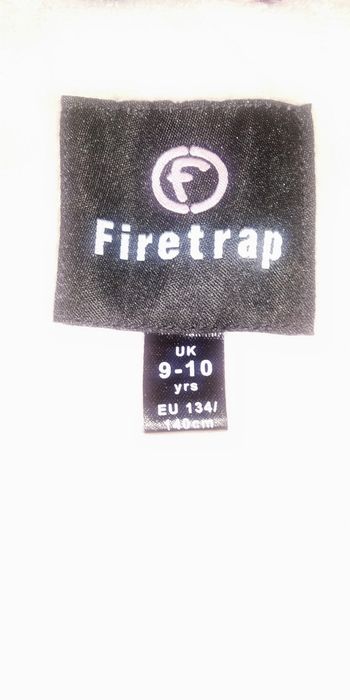 F
Firetrap
UK
9-10
yrs
EU 134/
140cm